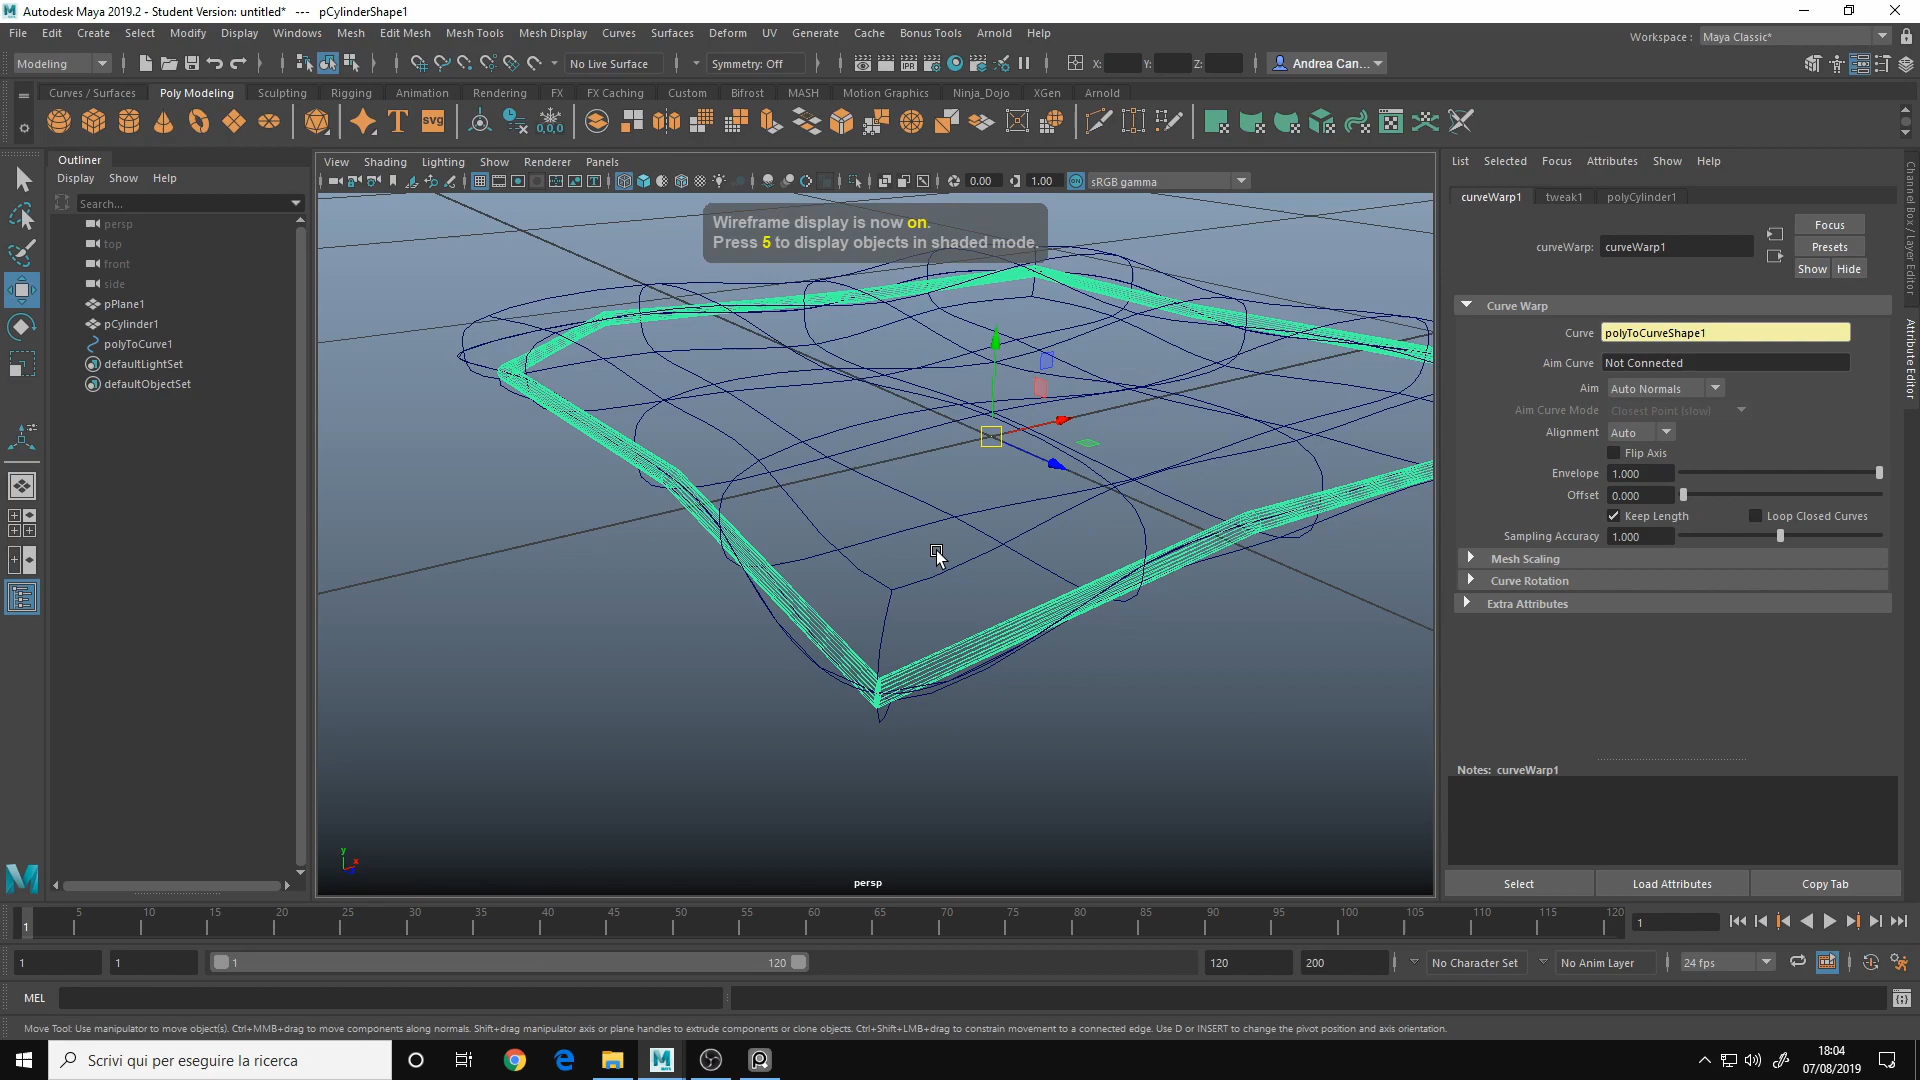 Autodesk Maya 2019.2 - Student Version: untitled* --- pCylinderShape1
File Edit Create Select Modify Display Windows Mesh Edit Mesh Mesh Tools Mesh Display Curves Surfaces Deform UV Generate Cache Bonus Tools Arnold Help
Workspace : Maya Classic*
Modeling No Live Surface Symmetry: Off X: Y: Z: Andrea Can...
Curves / Surfaces Poly Modeling Sculpting Rigging Animation Rendering FX FX Caching Custom Bifrost MASH Motion Graphics Ninja_Dojo XGen Arnold
T SVG 0,0,0
Outliner
Display Show Help
Search...
persp
top
front
side
pPlane1
pCylinder1
polyToCurve1
defaultLightSet
defaultObjectSet
View Shading Lighting Show Renderer Panels
0.00 1.00 sRGB gamma
Wireframe display is now on.
Press 5 to display objects in shaded mode.
y
x
persp
List Selected Focus Attributes Show Help
curveWarp1 tweak1 polyCylinder1
curveWarp: curveWarp1
Focus
Presets
Show Hide
Curve Warp
Curve polyToCurveShape1
Aim Curve Not Connected
Aim Auto Normals
Aim Curve Mode Closest Point (slow)
Alignment Auto
Flip Axis
Envelope 1.000
Offset 0.000
Keep Length Loop Closed Curves
Sampling Accuracy 1.000
Mesh Scaling
Curve Rotation
Extra Attributes
Notes: curveWarp1
Select Load Attributes Copy Tab
Channel Box / Layer Editor
Attribute Editor
1 5 10 15 20 25 30 35 40 45 50 55 60 65 70 75 80 85 90 95 100 105 110 115 120 1
1 1 1 120 120 200 No Character Set No Anim Layer 24 fps
MEL
Move Tool: Use manipulator to move object(s). Ctrl+MMB+drag to move components along normals. Shift+drag manipulator axis or plane handles to extrude components or clone objects. Ctrl+Shift+LMB+drag to constrain movement to a connected edge. Use D or INSERT to change the pivot position and axis orientation.
Scrivi qui per eseguire la ricerca
18:04
07/08/2019